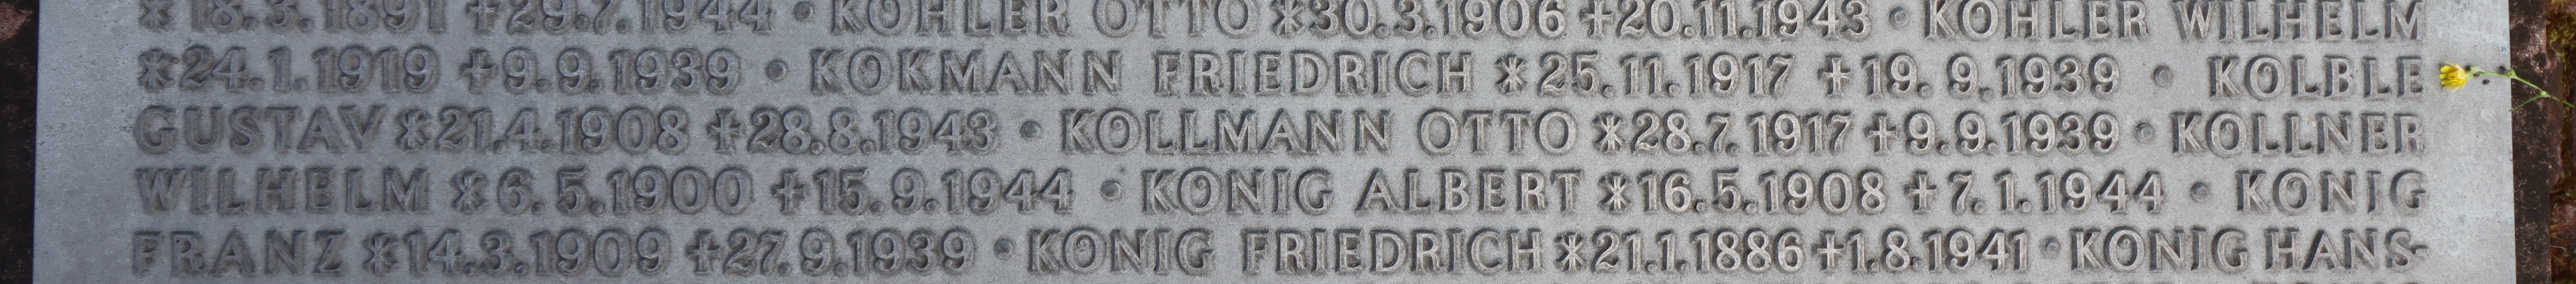 *18.3.1891 †29.7.1944 • KOHLER OTTO *30.3.1906 †20.11.1943 • KOHLER WILHELM
*24.1.1919 †9.9.1939 • KOKMANN FRIEDRICH *25.11.1917 †19.9.1939 • KOLBLE
GUSTAV *21.4.1908 †28.8.1943 • KOLLMANN OTTO *28.7.1917 †9.9.1939 • KOLLNER
WILHELM *6.5.1900 †15.9.1944 • KONIG ALBERT *16.5.1908 †7.1.1944 • KONIG
FRANZ *14.3.1909 †27.9.1939 • KONIG FRIEDRICH *21.1.1886 †1.8.1941 • KONIG HANS-